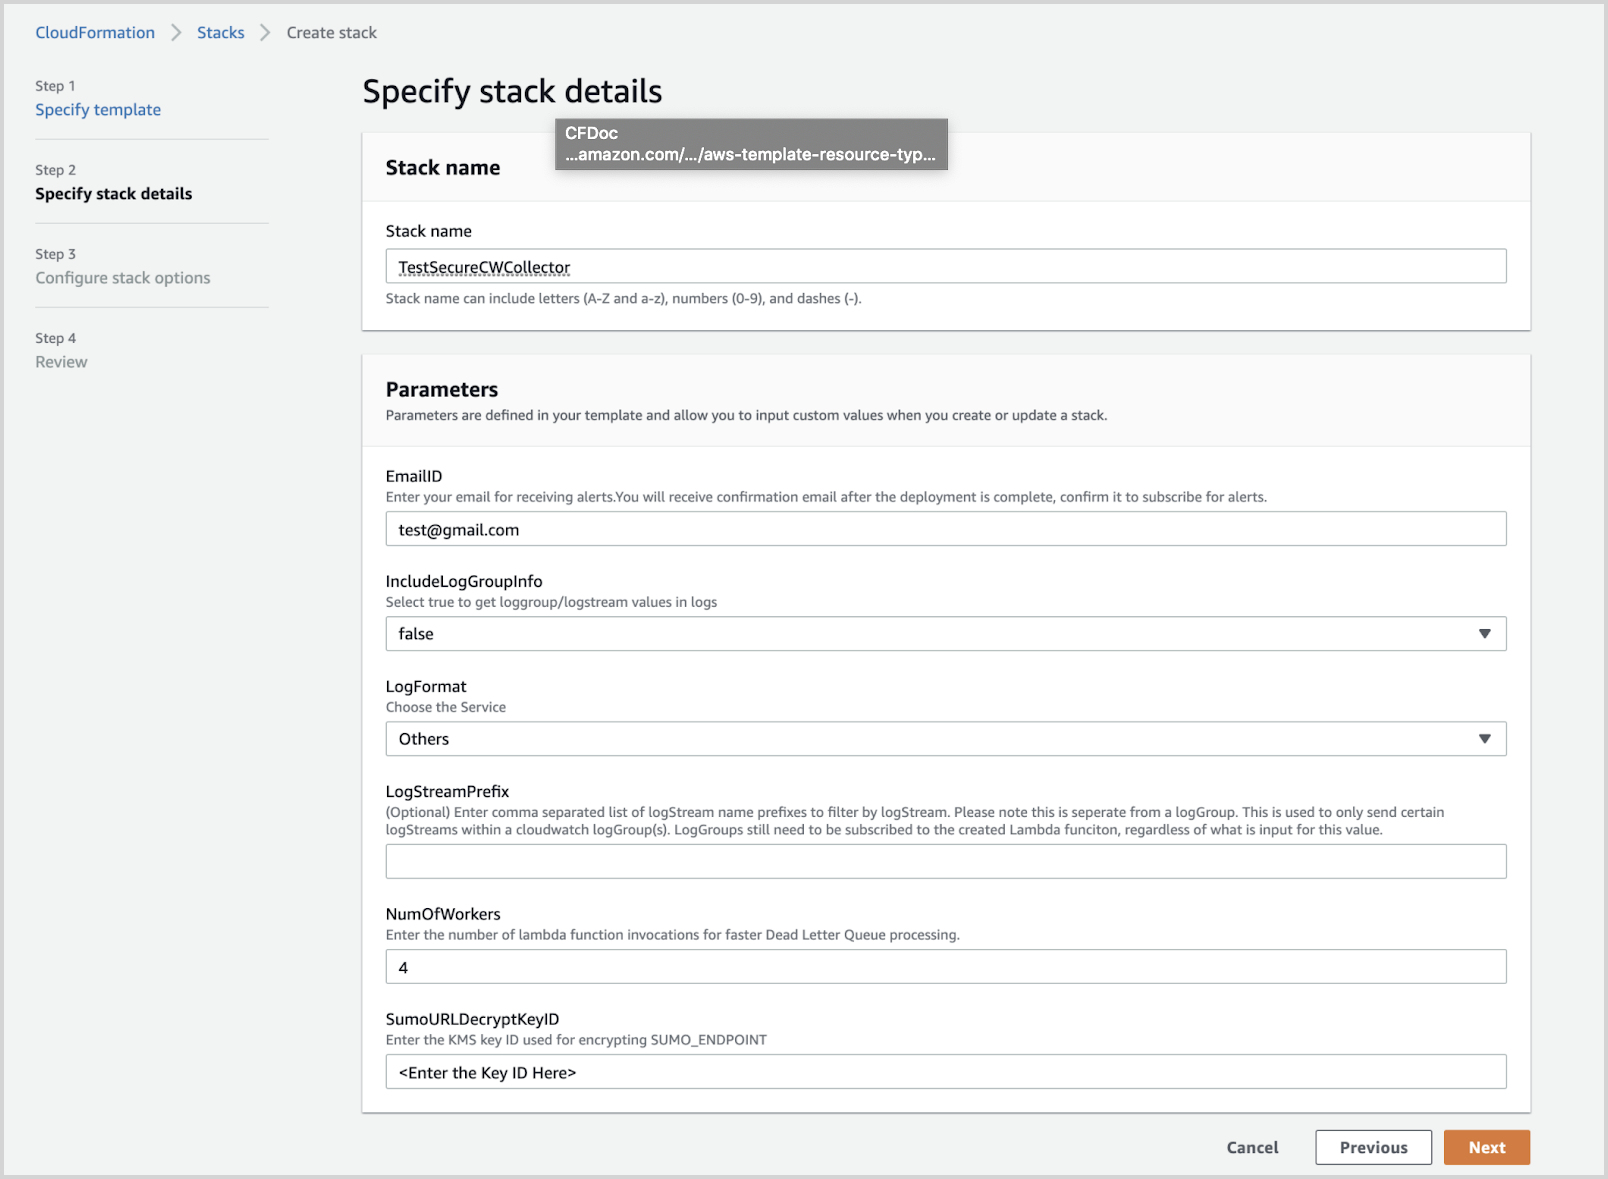 CloudFormation > Stacks > Create stack
Step 1
Specify template
Step 2
Specify stack details
Step 3
Configure stack options
Step 4
Review
Specify stack details
CFDoc
...amazon.com/.../aws-template-resource-typ...
Stack name
Stack name
TestSecureCWCollector
Stack name can include letters (A-Z and a-z), numbers (0-9), and dashes (-).
Parameters
Parameters are defined in your template and allow you to input custom values when you create or update a stack.
EmailID
Enter your email for receiving alerts.You will receive confirmation email after the deployment is complete, confirm it to subscribe for alerts.
test@gmail.com
IncludeLogGroupInfo
Select true to get loggroup/logstream values in logs
false
LogFormat
Choose the Service
Others
LogStreamPrefix
(Optional) Enter comma separated list of logStream name prefixes to filter by logStream. Please note this is seperate from a logGroup. This is used to only send certain
logStreams within a cloudwatch logGroup(s). LogGroups still need to be subscribed to the created Lambda funciton, regardless of what is input for this value.
NumOfWorkers
Enter the number of lambda function invocations for faster Dead Letter Queue processing.
4
SumoURLDecryptKeyID
Enter the KMS key ID used for encrypting SUMO_ENDPOINT
<Enter the Key ID Here>
Cancel Previous Next